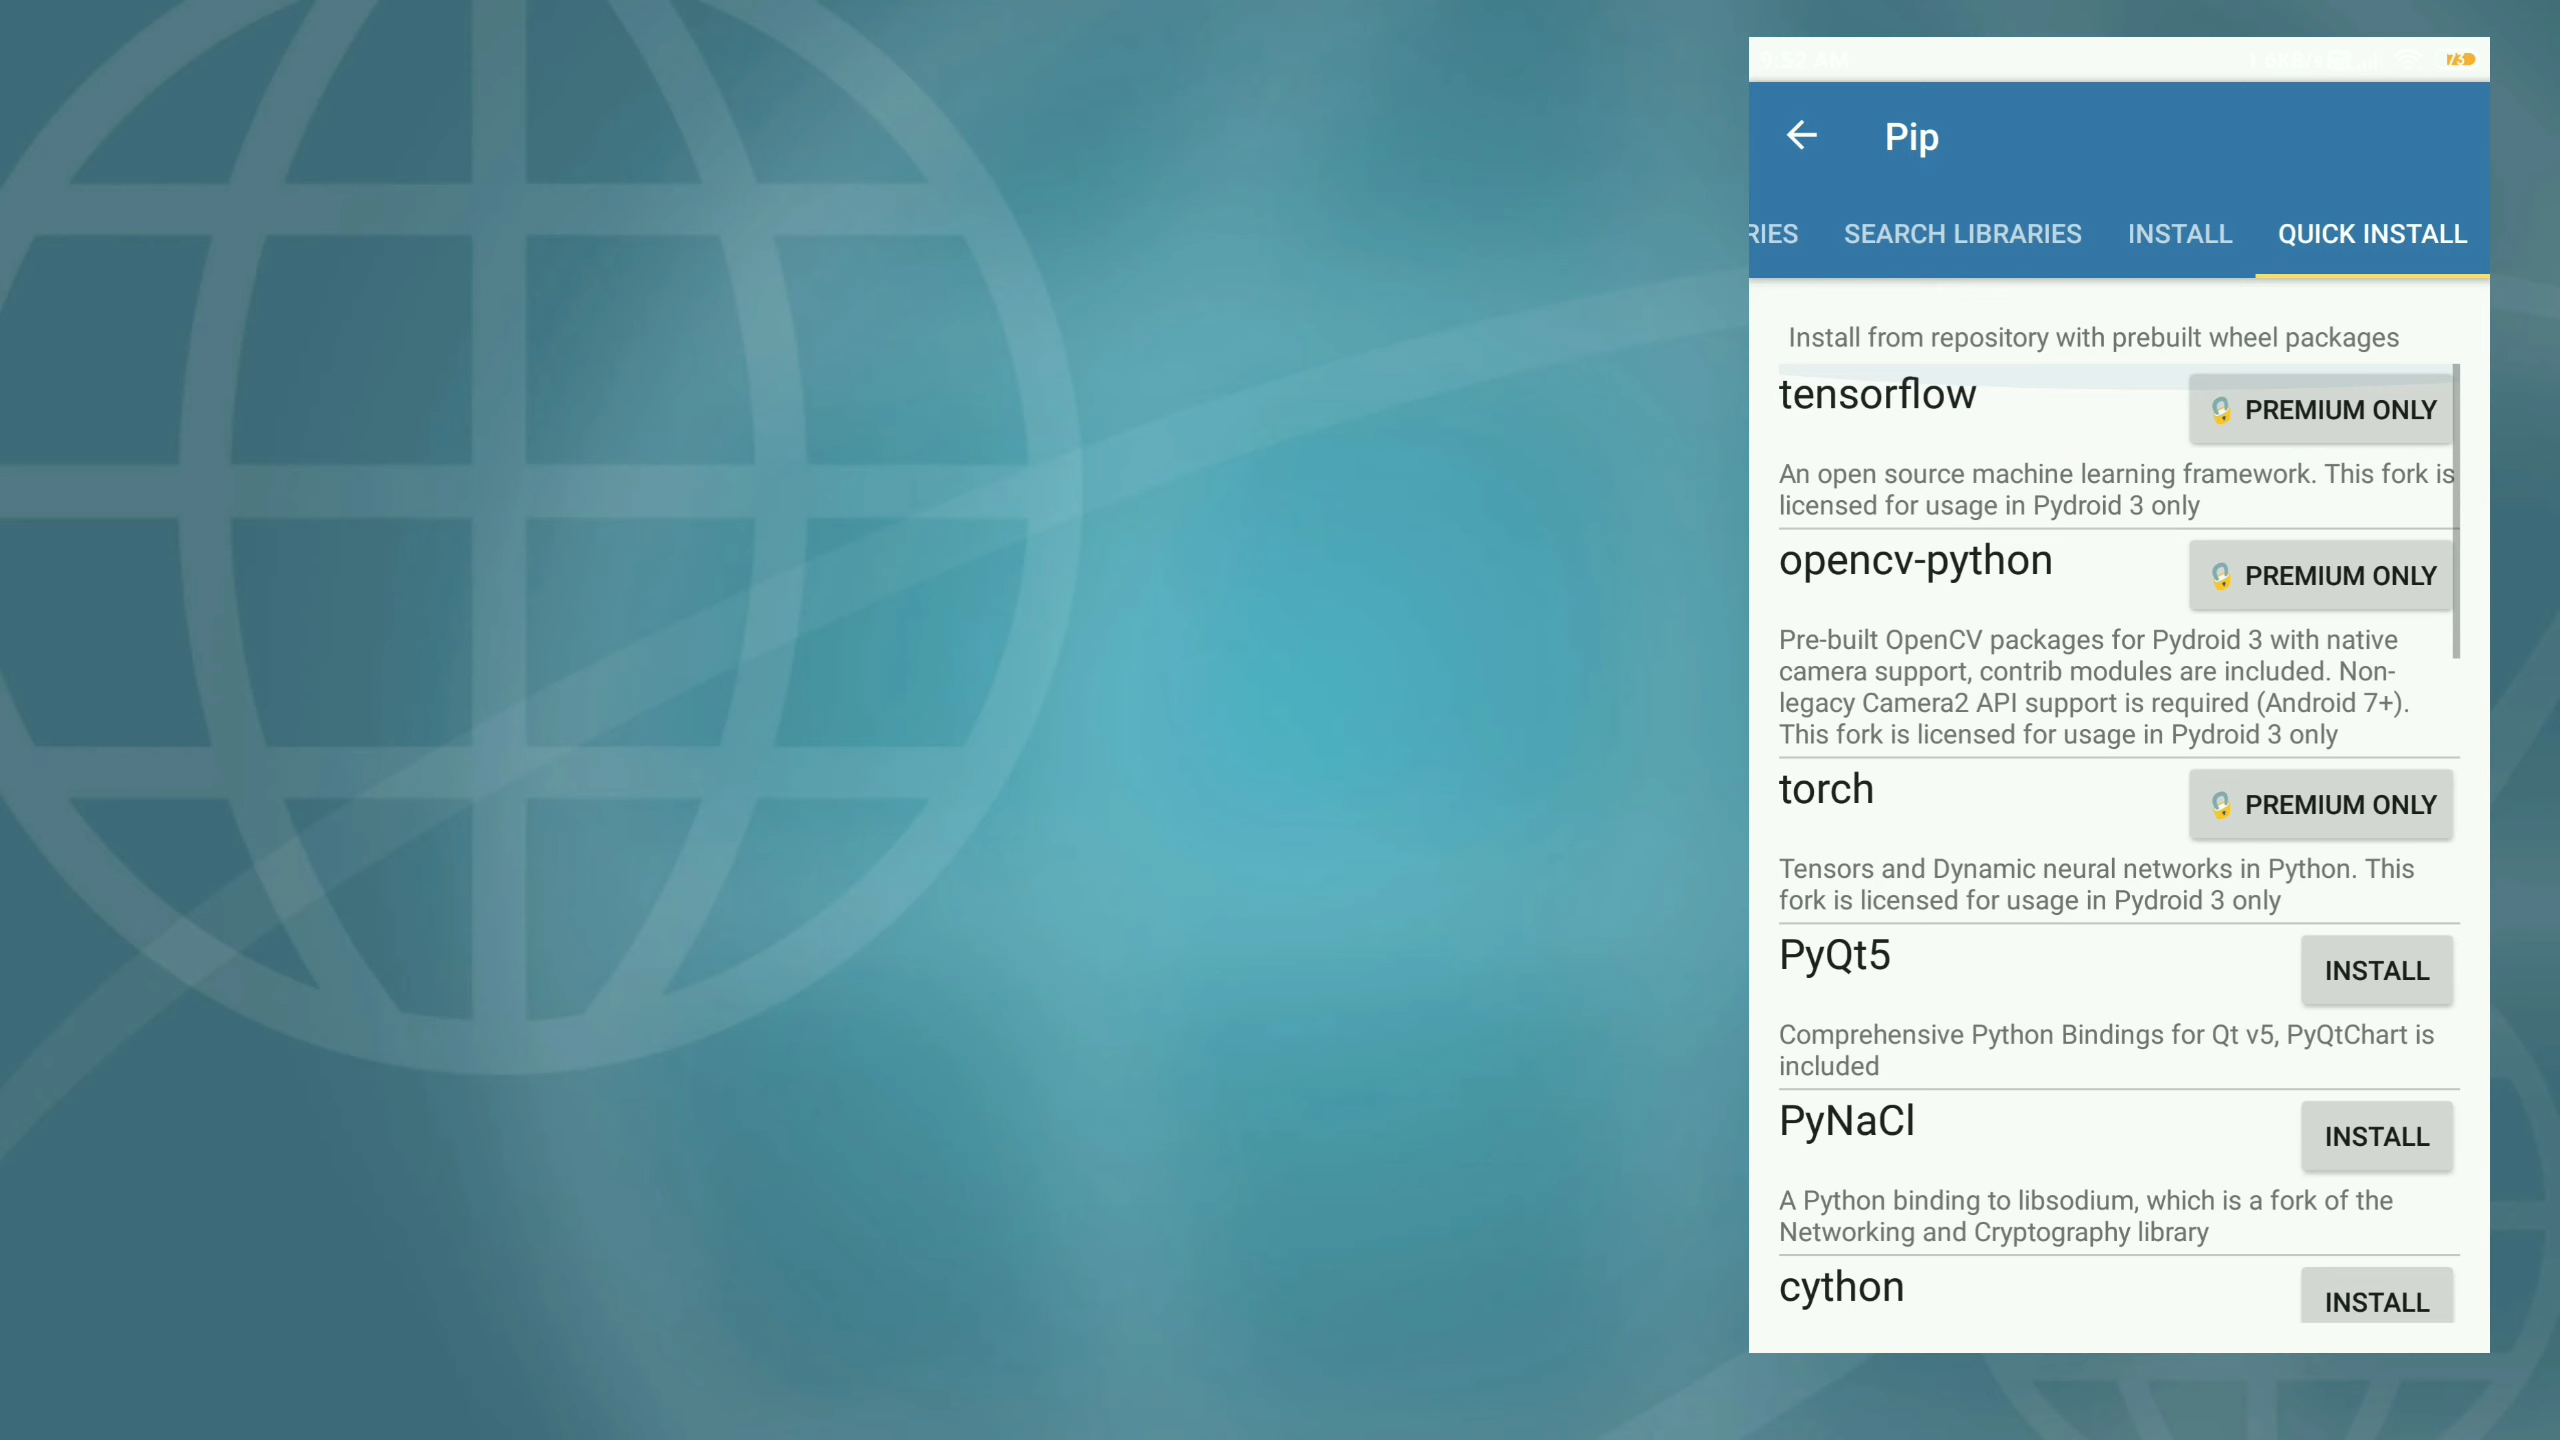 9:52 AM
73
Pip
RIES SEARCH LIBRARIES INSTALL QUICK INSTALL
Install from repository with prebuilt wheel packages
tensorflow
PREMIUM ONLY
An open source machine learning framework. This fork is
licensed for usage in Pydroid 3 only
opencv-python
PREMIUM ONLY
Pre-built OpenCV packages for Pydroid 3 with native
camera support, contrib modules are included. Non-
legacy Camera2 API support is required (Android 7+).
This fork is licensed for usage in Pydroid 3 only
torch
PREMIUM ONLY
Tensors and Dynamic neural networks in Python. This
fork is licensed for usage in Pydroid 3 only
PyQt5
INSTALL
Comprehensive Python Bindings for Qt v5, PyQtChart is
included
PyNaCl
INSTALL
A Python binding to libsodium, which is a fork of the
Networking and Cryptography library
cython
INSTALL